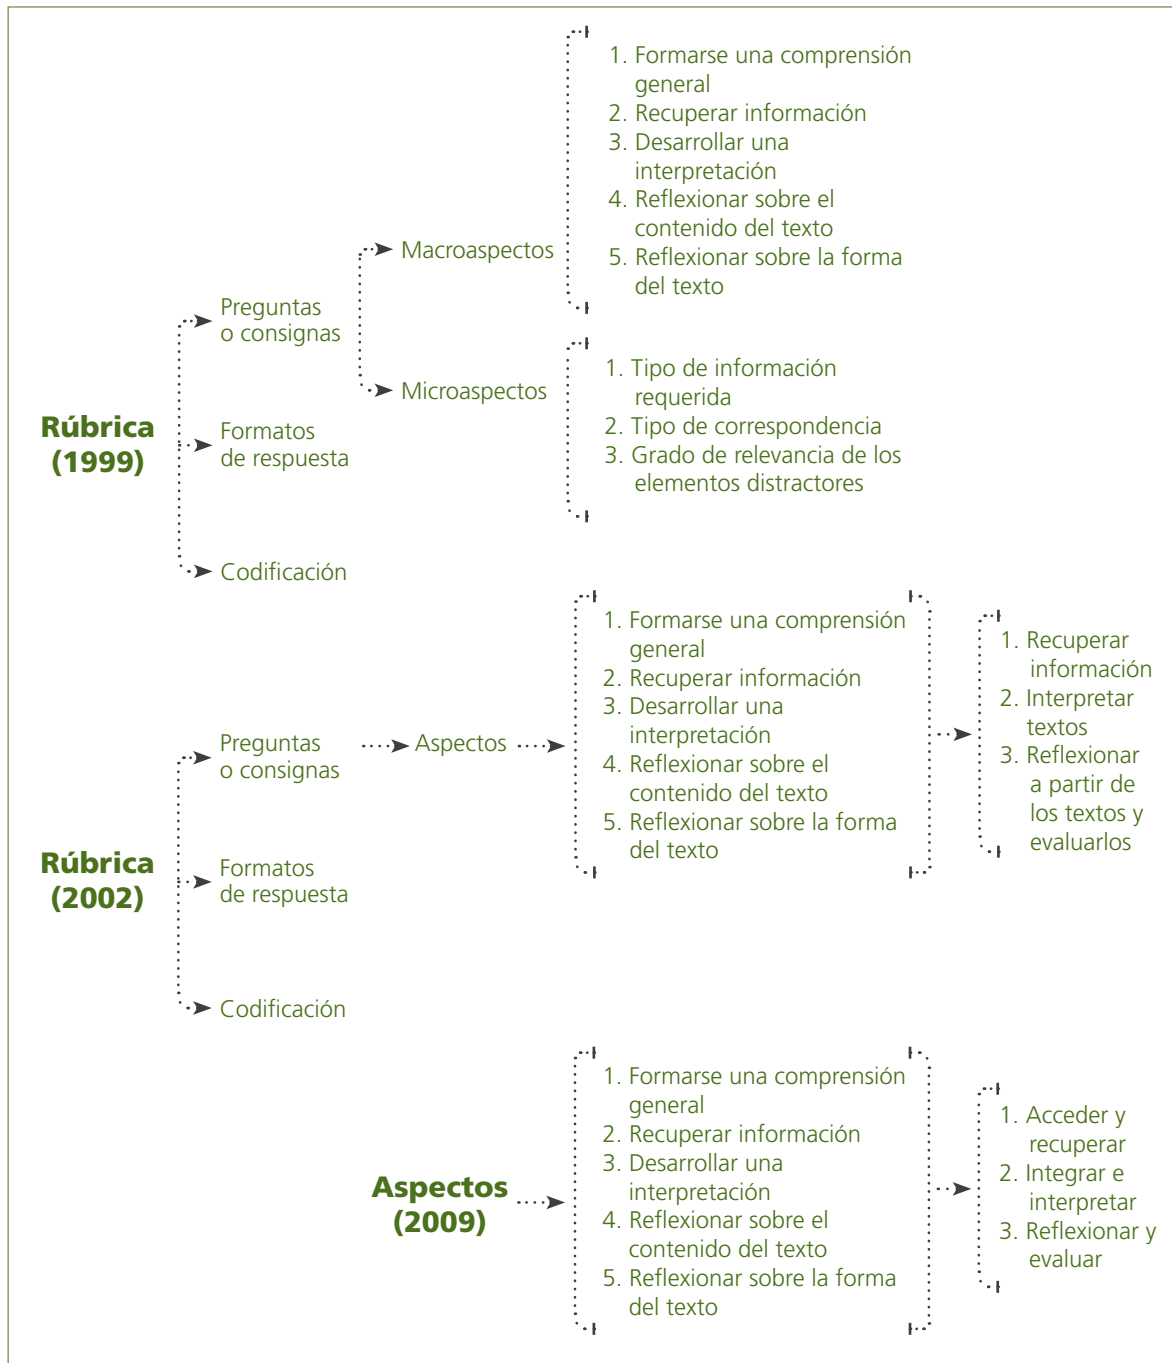 Rúbrica
(1999)
Preguntas
o consignas
Macroaspectos
1. Formarse una comprensión
general
2. Recuperar información
3. Desarrollar una
interpretación
4. Reflexionar sobre el
contenido del texto
5. Reflexionar sobre la forma
del texto
Microaspectos
1. Tipo de información
requerida
2. Tipo de correspondencia
3. Grado de relevancia de los
elementos distractores
Formatos
de respuesta
Codificación
Rúbrica
(2002)
Preguntas
o consignas
Aspectos
1. Formarse una comprensión
general
2. Recuperar información
3. Desarrollar una
interpretación
4. Reflexionar sobre el
contenido del texto
5. Reflexionar sobre la forma
del texto
1. Recuperar
información
2. Interpretar
textos
3. Reflexionar
a partir de
los textos y
evaluarlos
Formatos
de respuesta
Codificación
Aspectos
(2009)
1. Formarse una comprensión
general
2. Recuperar información
3. Desarrollar una
interpretación
4. Reflexionar sobre el
contenido del texto
5. Reflexionar sobre la forma
del texto
1. Acceder y
recuperar
2. Integrar e
interpretar
3. Reflexionar y
evaluar